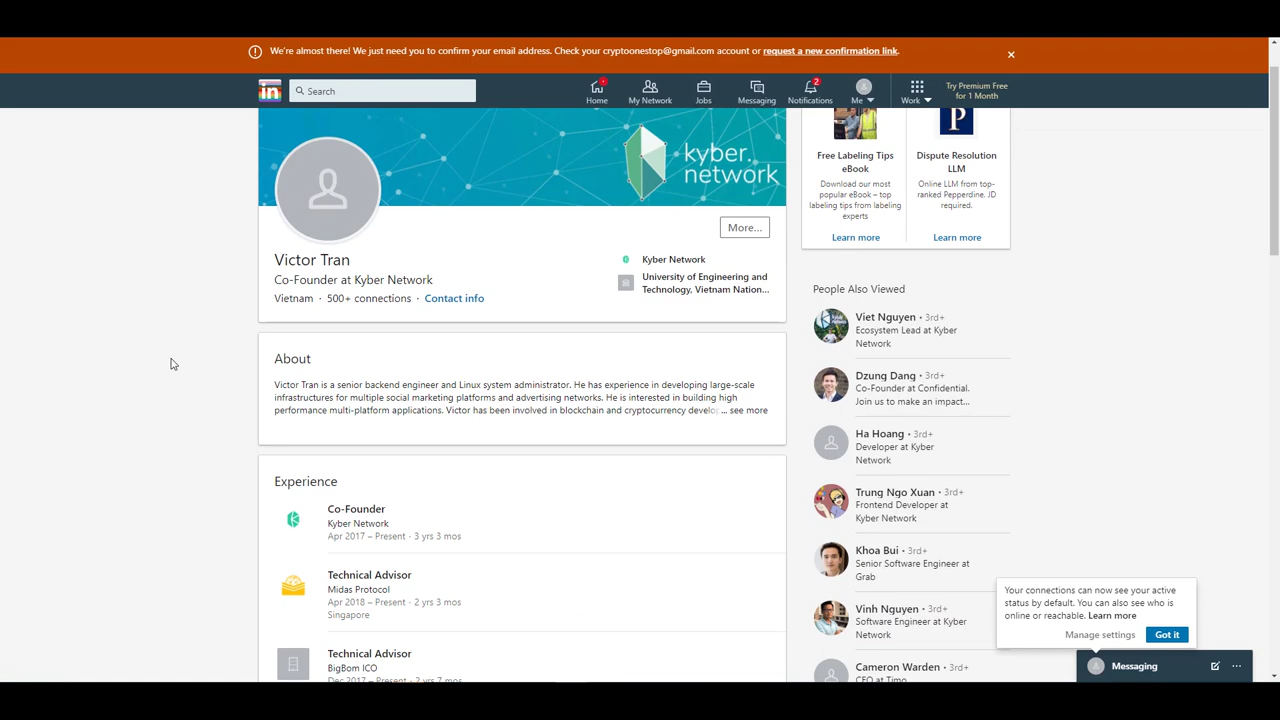 We're almost there! We just need you to confirm your email address. Check your cryptoonestop@gmail.com account or request a new confirmation link.
in
Search
Home
My Network
Jobs
Messaging
2
Notifications
Me
Work
Try Premium Free
for 1 Month
kyber.
network
More...
Victor Tran
Co-Founder at Kyber Network
Vietnam · 500+ connections · Contact info
Kyber Network
University of Engineering and
Technology, Vietnam Nation...
About
Victor Tran is a senior backend engineer and Linux system administrator. He has experience in developing large-scale
infrastructures for multiple social marketing platforms and advertising networks. He is interested in building high
performance multi-platform applications. Victor has been involved in blockchain and cryptocurrency develo ... see more
Experience
Co-Founder
Kyber Network
Apr 2017 – Present · 3 yrs 3 mos
Technical Advisor
Midas Protocol
Apr 2018 – Present · 2 yrs 3 mos
Singapore
Technical Advisor
BigBom ICO
Dec 2017 – Present · 2 yrs 7 mos
P
Free Labeling Tips
eBook
Download our most
popular eBook – top
labeling tips from labeling
experts
Learn more
Dispute Resolution
LLM
Online LLM from top-
ranked Pepperdine. JD
required.
Learn more
People Also Viewed
Viet Nguyen • 3rd+
Ecosystem Lead at Kyber
Network
Dzung Dang • 3rd+
Co-Founder at Confidential.
Join us to make an impact...
Ha Hoang • 3rd+
Developer at Kyber
Network
Trung Ngo Xuan • 3rd+
Frontend Developer at
Kyber Network
Khoa Bui • 3rd+
Senior Software Engineer at
Grab
Vinh Nguyen • 3rd+
Software Engineer at Kyber
Network
Cameron Warden • 3rd+
CEO at Timo
Your connections can now see your active
status by default. You can also see who is
online or reachable. Learn more
Manage settings
Got it
Messaging